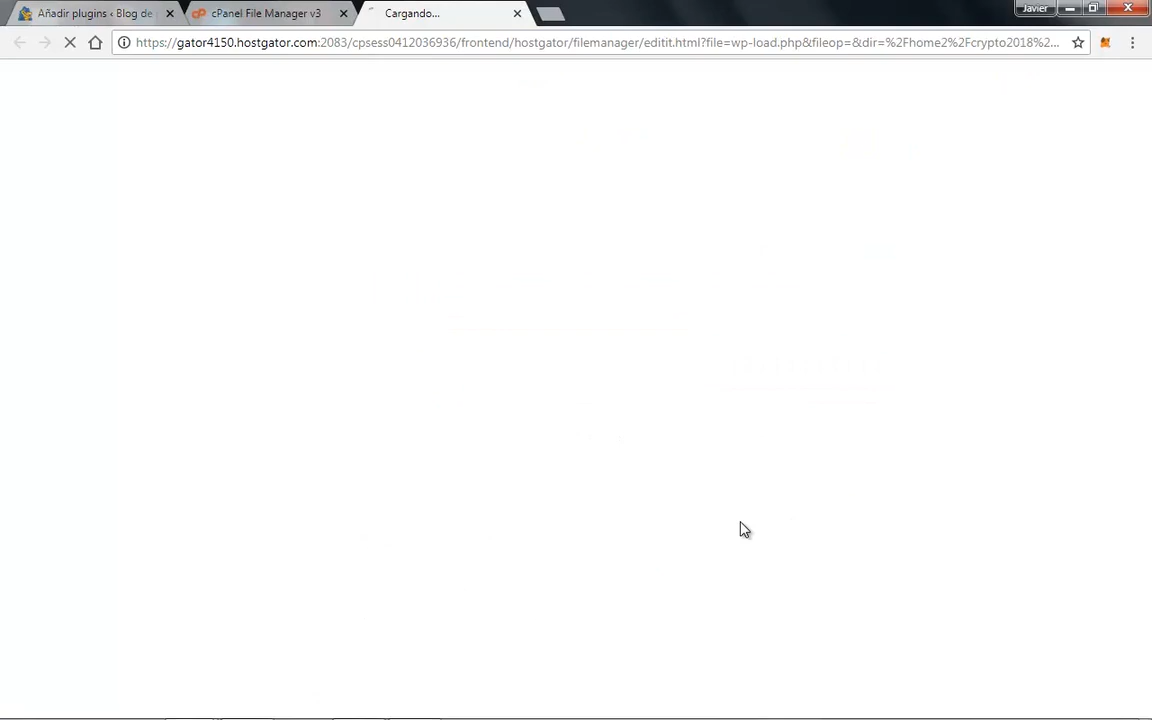 Añadir plugins ‹ Blog de
cPanel File Manager v3
Cargando...
Javier
https://gator4150.hostgator.com:2083/cpsess0412036936/frontend/hostgator/filemanager/editit.html?file=wp-load.php&fileop=&dir=%2Fhome2%2Fcrypto2018%2...